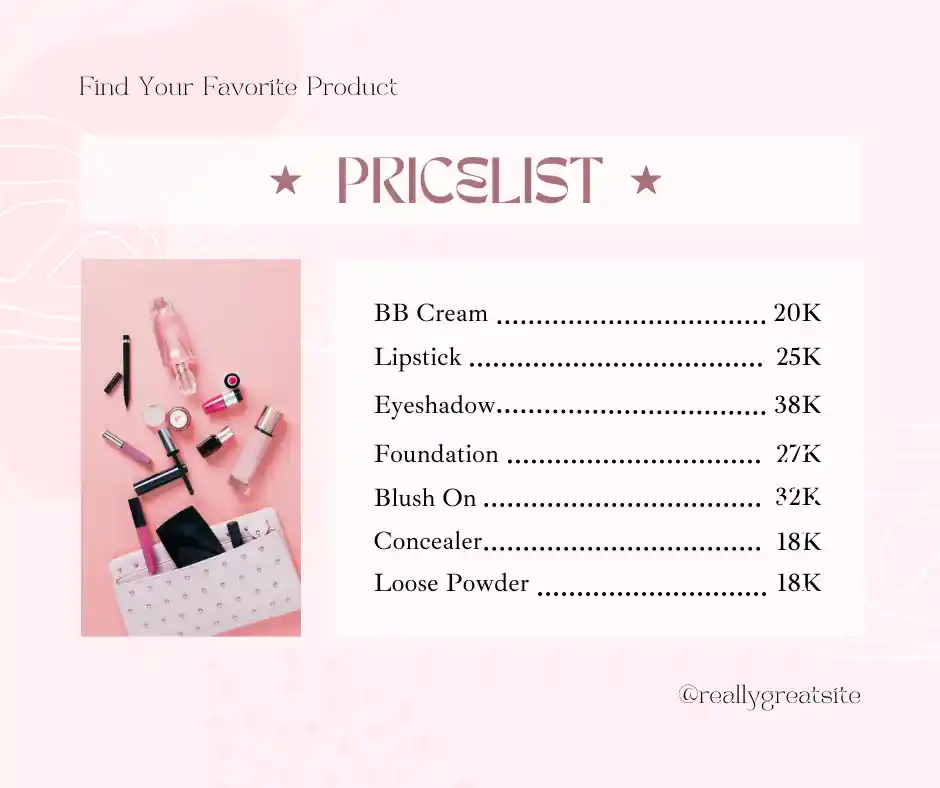 Find Your Favorite Product
★ PRICELIST ★
BB Cream ................................... 20K
Lipstick ...................................... 25K
Eyeshadow................................... 38K
Foundation ................................. 27K
Blush On .................................... 32K
Concealer.................................... 18K
Loose Powder .............................. 18K
@reallygreatsite